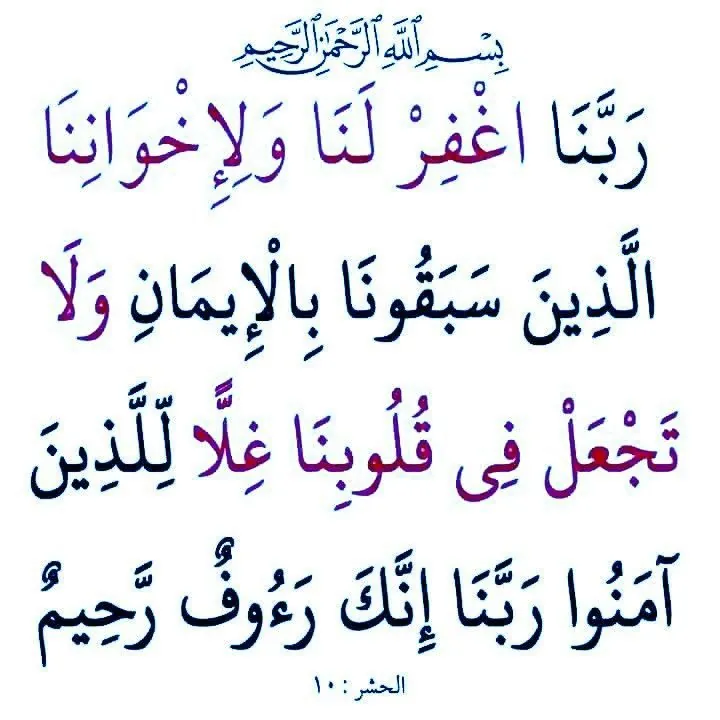 بِسْمِ ٱللَّهِ ٱلرَّحْمَٰنِ ٱلرَّحِيمِ
رَبَّنَا اغْفِرْ لَنَا وَلِإِخْوَانِنَا
الَّذِينَ سَبَقُونَا بِالْإِيمَانِ وَلَا
تَجْعَلْ فِى قُلُوبِنَا غِلًّا لِّلَّذِينَ
آمَنُوا رَبَّنَا إِنَّكَ رَءُوفٌ رَّحِيمٌ
الحشر : ١٠